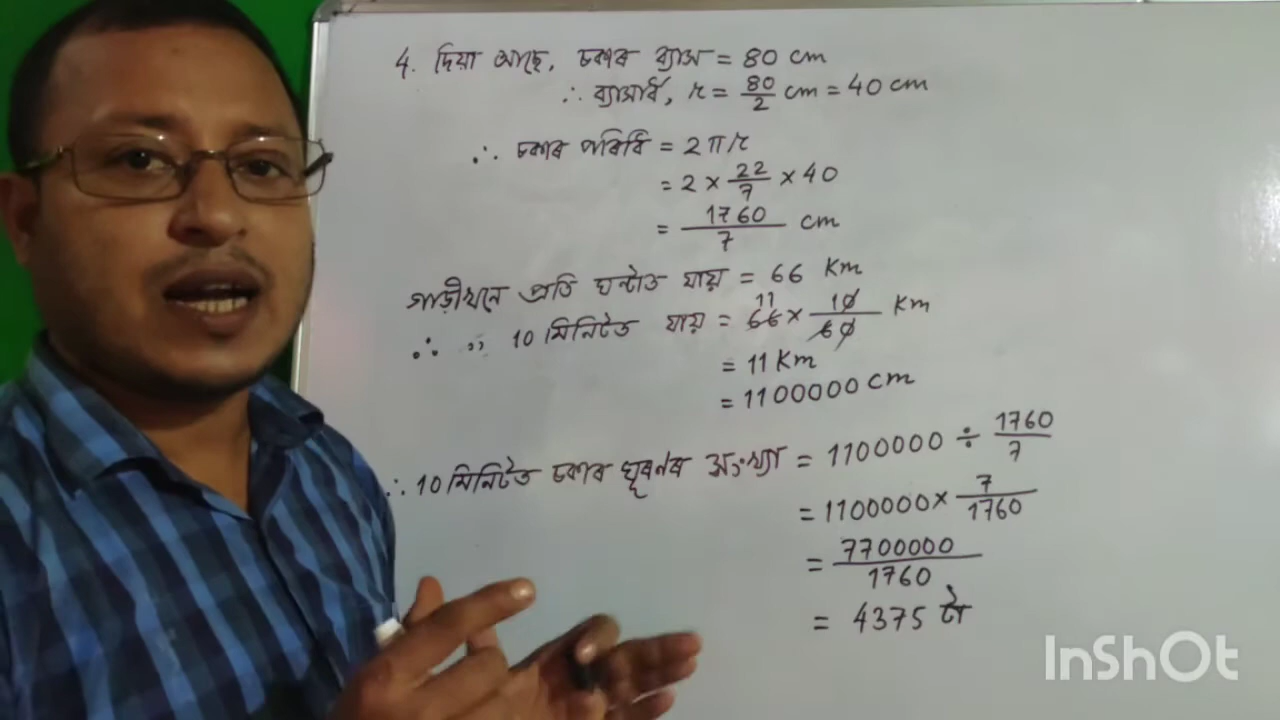 4. দিয়া আছে, চকাৰ ব্যাস = 80 cm
∴ ব্যাসাৰ্ধ, r = 80/2 cm = 40 cm
∴ চকাৰ পৰিধি = 2πr
= 2 × 22/7 × 40
= 1760/7 cm
গাড়ীখনে প্ৰতি ঘন্টাত যায় = 66 Km
∴ ,, 10 মিনিটত যায় = 66 11 × 10/60 Km
= 11 Km
= 1100000 cm
∴ 10 মিনিটত চকাৰ ঘূৰণৰ সংখ্যা = 1100000 ÷ 1760/7
= 1100000 × 7/1760
= 7700000/1760
= 4375 টা
InShOt